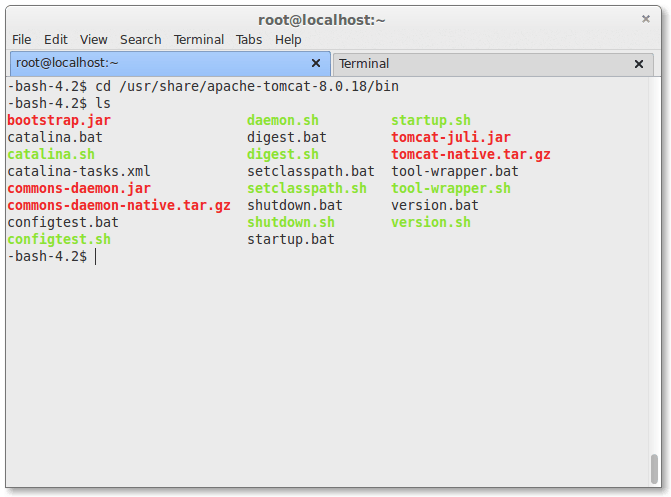 root@localhost:~
File Edit View Search Terminal Tabs Help
root@localhost:~ Terminal
-bash-4.2$ cd /usr/share/apache-tomcat-8.0.18/bin
-bash-4.2$ ls
bootstrap.jar daemon.sh startup.sh
catalina.bat digest.bat tomcat-juli.jar
catalina.sh digest.sh tomcat-native.tar.gz
catalina-tasks.xml setclasspath.bat tool-wrapper.bat
commons-daemon.jar setclasspath.sh tool-wrapper.sh
commons-daemon-native.tar.gz shutdown.bat version.bat
configtest.bat shutdown.sh version.sh
configtest.sh startup.bat
-bash-4.2$